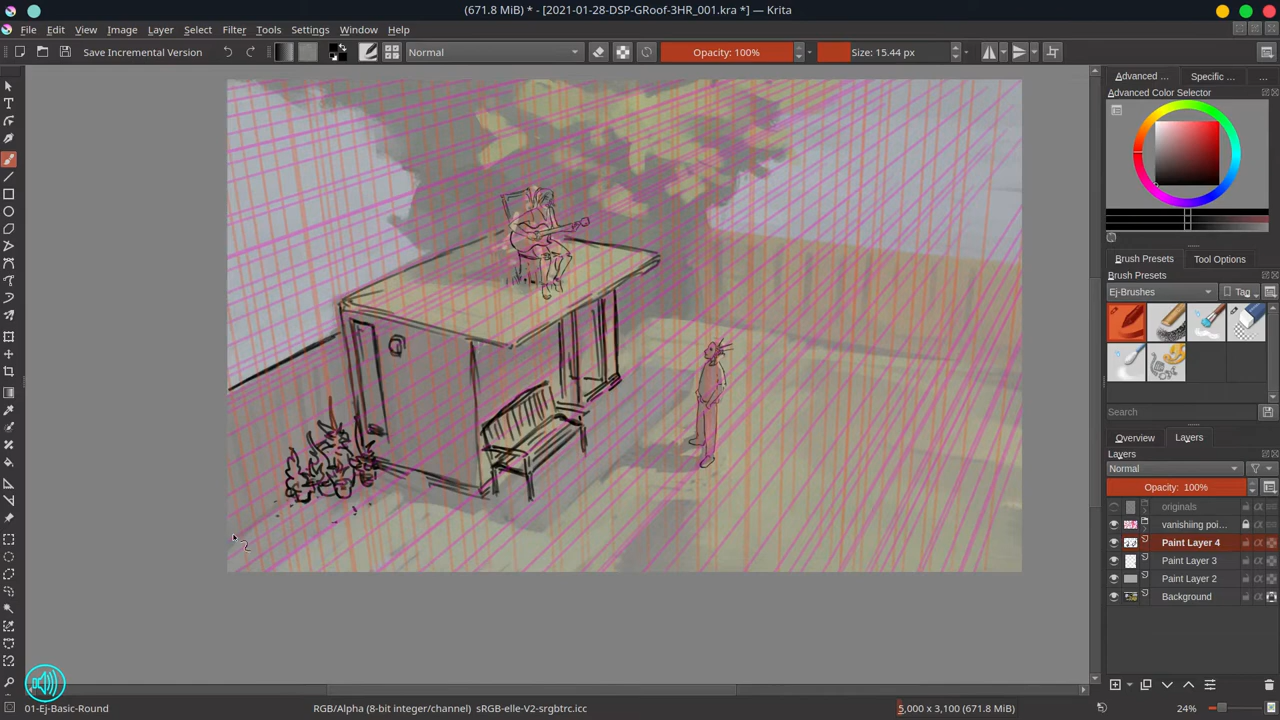 (671.8 MiB) * - [2021-01-28-DSP-GRoof-3HR_001.kra *] — Krita
File Edit View Image Layer Select Filter Tools Settings Window Help
Save Incremental Version
Normal
Opacity: 100%
Size: 15.44 px
Advanced ...
Specific ...
...
Advanced Color Selector
Brush Presets
Tool Options
Brush Presets
Ej-Brushes
Tag
Search
Overview
Layers
Layers
Normal
Opacity: 100%
originals
vanishiing poi...
Paint Layer 4
Paint Layer 3
Paint Layer 2
Background
01-Ej-Basic-Round
RGB/Alpha (8-bit integer/channel) sRGB-elle-V2-srgbtrc.icc
5,000 x 3,100 (671.8 MiB)
24%